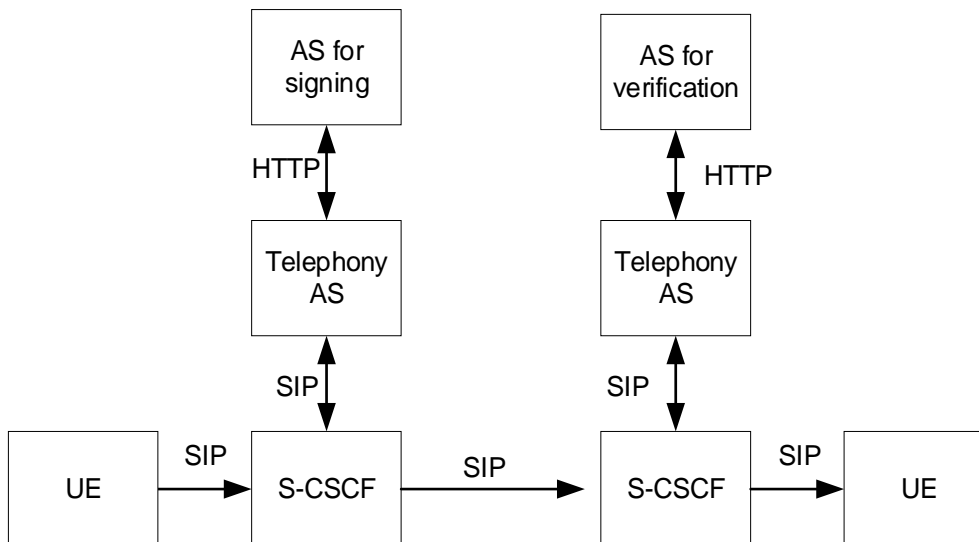 AS for
signing
AS for
verification
HTTP
HTTP
Telephony
AS
Telephony
AS
SIP
SIP
UE
SIP
S-CSCF
SIP
S-CSCF
SIP
UE